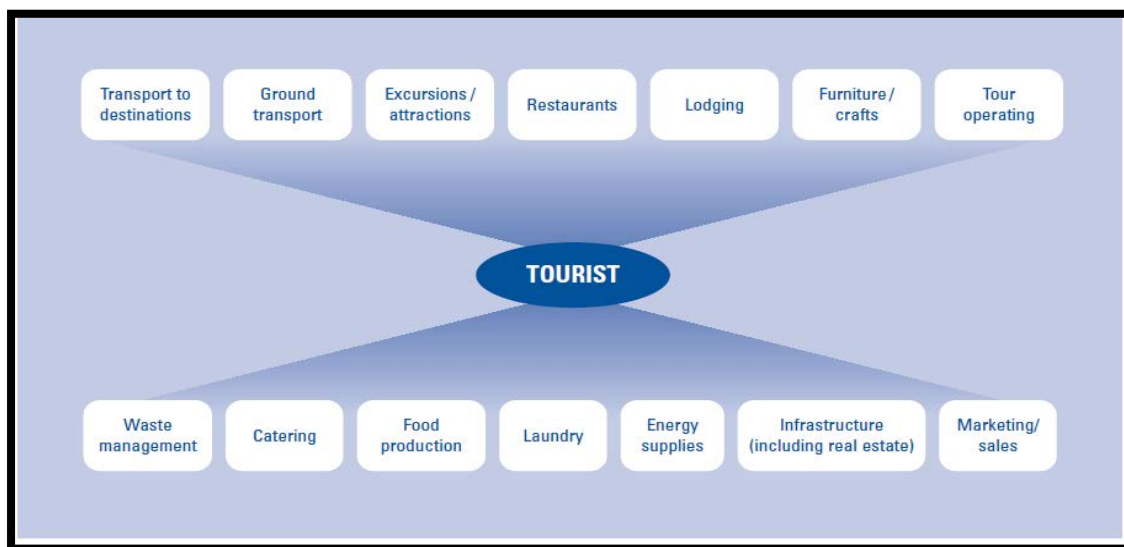 Transport to
destinations
Ground
transport
Excursions /
attractions
Restaurants
Lodging
Furniture /
crafts
Tour
operating
TOURIST
Waste
management
Catering
Food
production
Laundry
Energy
supplies
Infrastructure
(including real estate)
Marketing/
sales